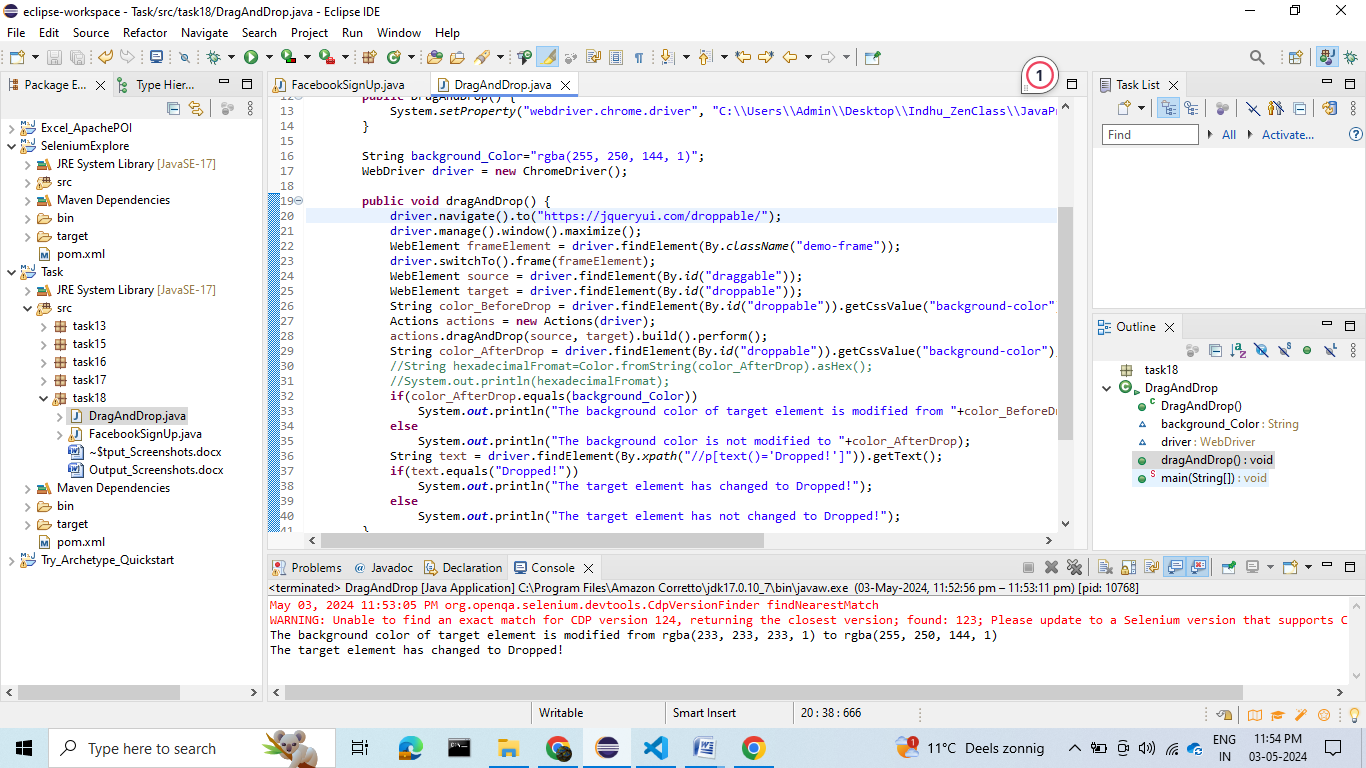 eclipse-workspace - Task/src/task18/DragAndDrop.java - Eclipse IDE
File Edit Source Refactor Navigate Search Project Run Window Help
Package E...
Type Hier...
Excel_ApachePOI
SeleniumExplore
JRE System Library [JavaSE-17]
src
Maven Dependencies
bin
target
pom.xml
Task
JRE System Library [JavaSE-17]
src
task13
task15
task16
task17
task18
DragAndDrop.java
FacebookSignUp.java
~$tput_Screenshots.docx
Output_Screenshots.docx
Maven Dependencies
bin
target
pom.xml
Try_Archetype_Quickstart
FacebookSignUp.java
DragAndDrop.java
1
12 public DragAndDrop() {
13 System.setProperty("webdriver.chrome.driver", "C:\\Users\\Admin\\Desktop\\Indhu_ZenClass\\JavaP
14 }
15
16 String background_Color="rgba(255, 250, 144, 1)";
17 WebDriver driver = new ChromeDriver();
18
19 public void dragAndDrop() {
20 driver.navigate().to("https://jqueryui.com/droppable/");
21 driver.manage().window().maximize();
22 WebElement frameElement = driver.findElement(By.className("demo-frame"));
23 driver.switchTo().frame(frameElement);
24 WebElement source = driver.findElement(By.id("draggable"));
25 WebElement target = driver.findElement(By.id("droppable"));
26 String color_BeforeDrop = driver.findElement(By.id("droppable")).getCssValue("background-color"
27 Actions actions = new Actions(driver);
28 actions.dragAndDrop(source, target).build().perform();
29 String color_AfterDrop = driver.findElement(By.id("droppable")).getCssValue("background-color")
30 //String hexadecimalFromat=Color.fromString(color_AfterDrop).asHex();
31 //System.out.println(hexadecimalFromat);
32 if(color_AfterDrop.equals(background_Color))
33 System.out.println("The background color of target element is modified from "+color_BeforeD
34 else
35 System.out.println("The background color is not modified to "+color_AfterDrop);
36 String text = driver.findElement(By.xpath("//p[text()='Dropped!']")).getText();
37 if(text.equals("Dropped!"))
38 System.out.println("The target element has changed to Dropped!");
39 else
40 System.out.println("The target element has not changed to Dropped!");
41 }
Task List
Find
All
Activate...
Outline
task18
DragAndDrop
DragAndDrop()
background_Color : String
driver : WebDriver
dragAndDrop() : void
main(String[]) : void
Problems Javadoc Declaration Console
<terminated> DragAndDrop [Java Application] C:\Program Files\Amazon Corretto\jdk17.0.10_7\bin\javaw.exe (03-May-2024, 11:52:56 pm – 11:53:11 pm) [pid: 10768]
May 03, 2024 11:53:05 PM org.openqa.selenium.devtools.CdpVersionFinder findNearestMatch
WARNING: Unable to find an exact match for CDP version 124, returning the closest version; found: 123; Please update to a Selenium version that supports C
The background color of target element is modified from rgba(233, 233, 233, 1) to rgba(255, 250, 144, 1)
The target element has changed to Dropped!
Writable
Smart Insert
20 : 38 : 666
Type here to search
1
11°C Deels zonnig
ENG
IN
11:54 PM
03-05-2024